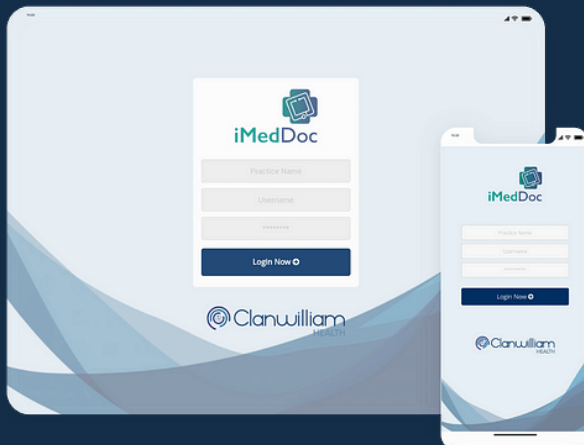 iMedDoc
Practice Name
Username
********
Login Now
Clanwilliam
HEALTH
iMedDoc
Practice Name
Username
********
Login Now
Clanwilliam
HEALTH